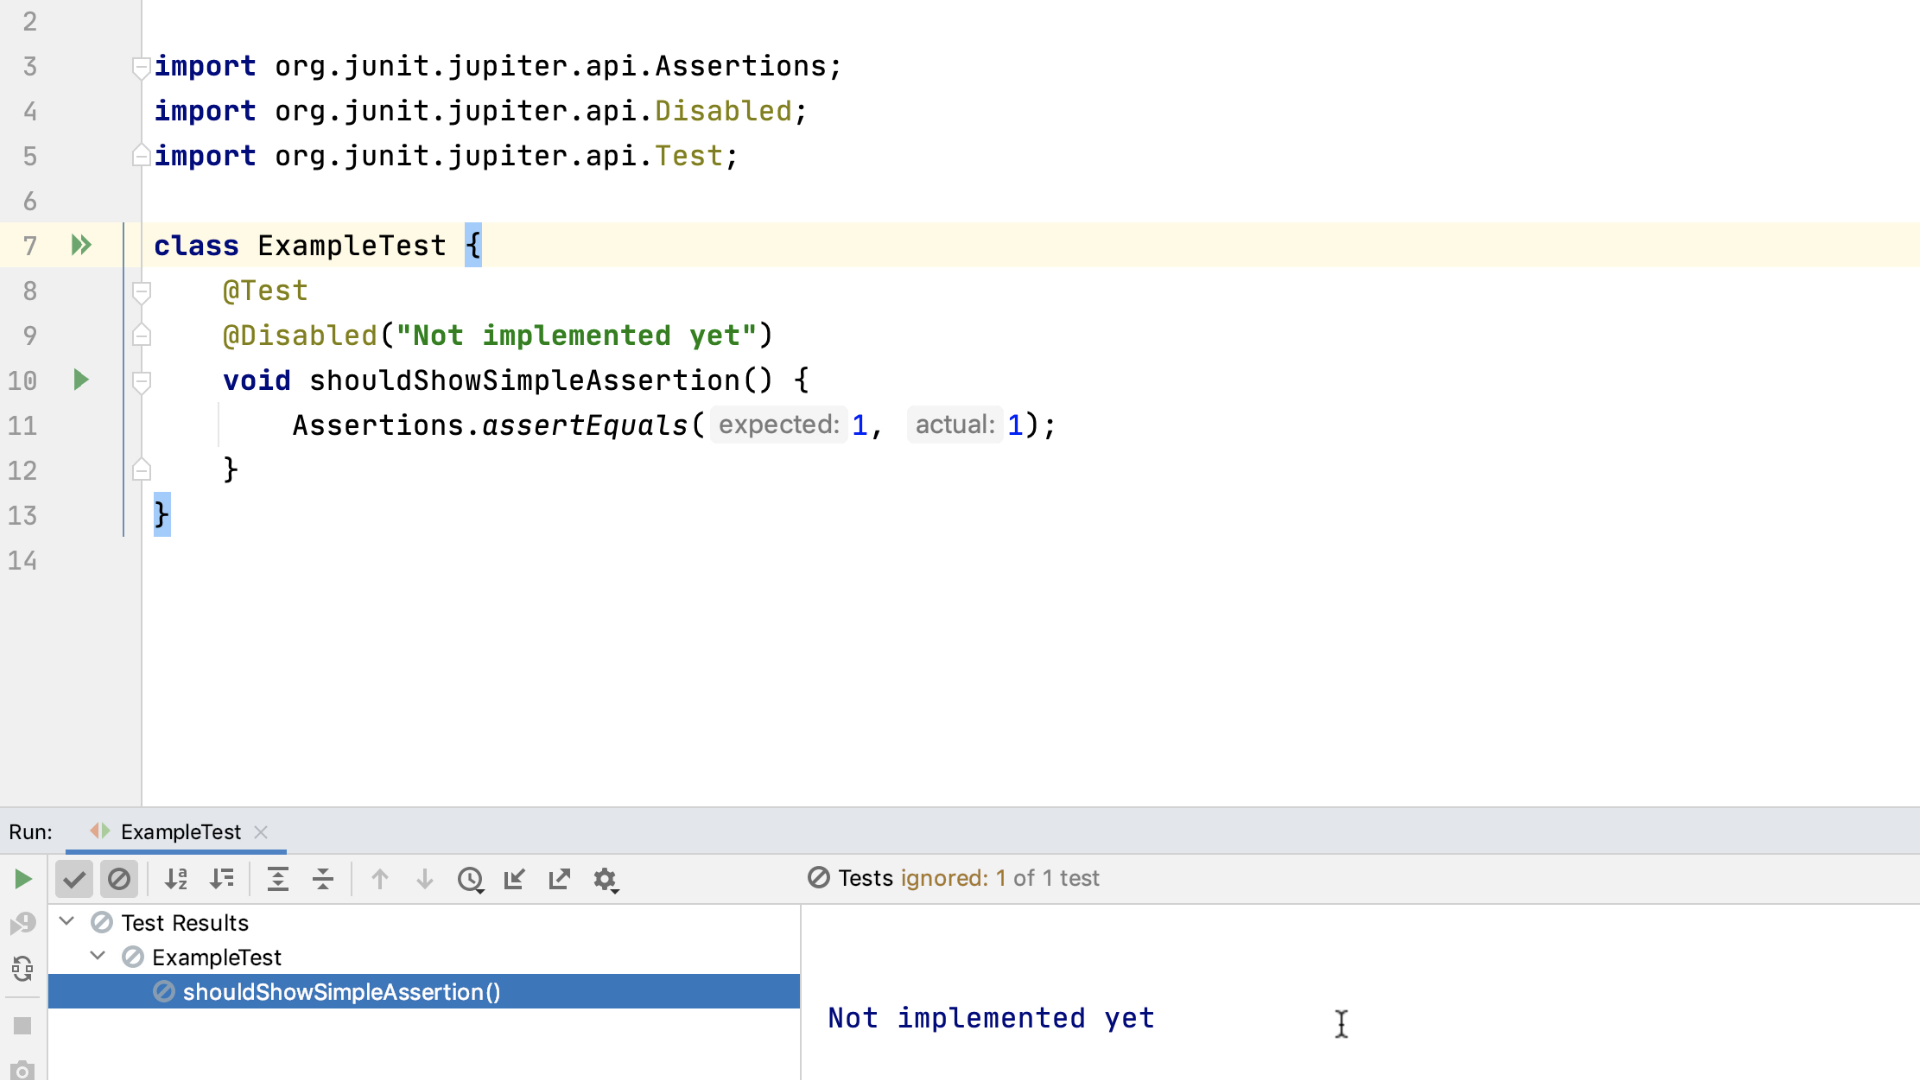 2
3 import org.junit.jupiter.api.Assertions;
4 import org.junit.jupiter.api.Disabled;
5 import org.junit.jupiter.api.Test;
6
7 class ExampleTest {
8 @Test
9 @Disabled("Not implemented yet")
10 void shouldShowSimpleAssertion() {
11 Assertions.assertEquals( expected: 1, actual: 1);
12 }
13 }
14
Run: ExampleTest
Tests ignored: 1 of 1 test
Test Results
ExampleTest
shouldShowSimpleAssertion()
Not implemented yet